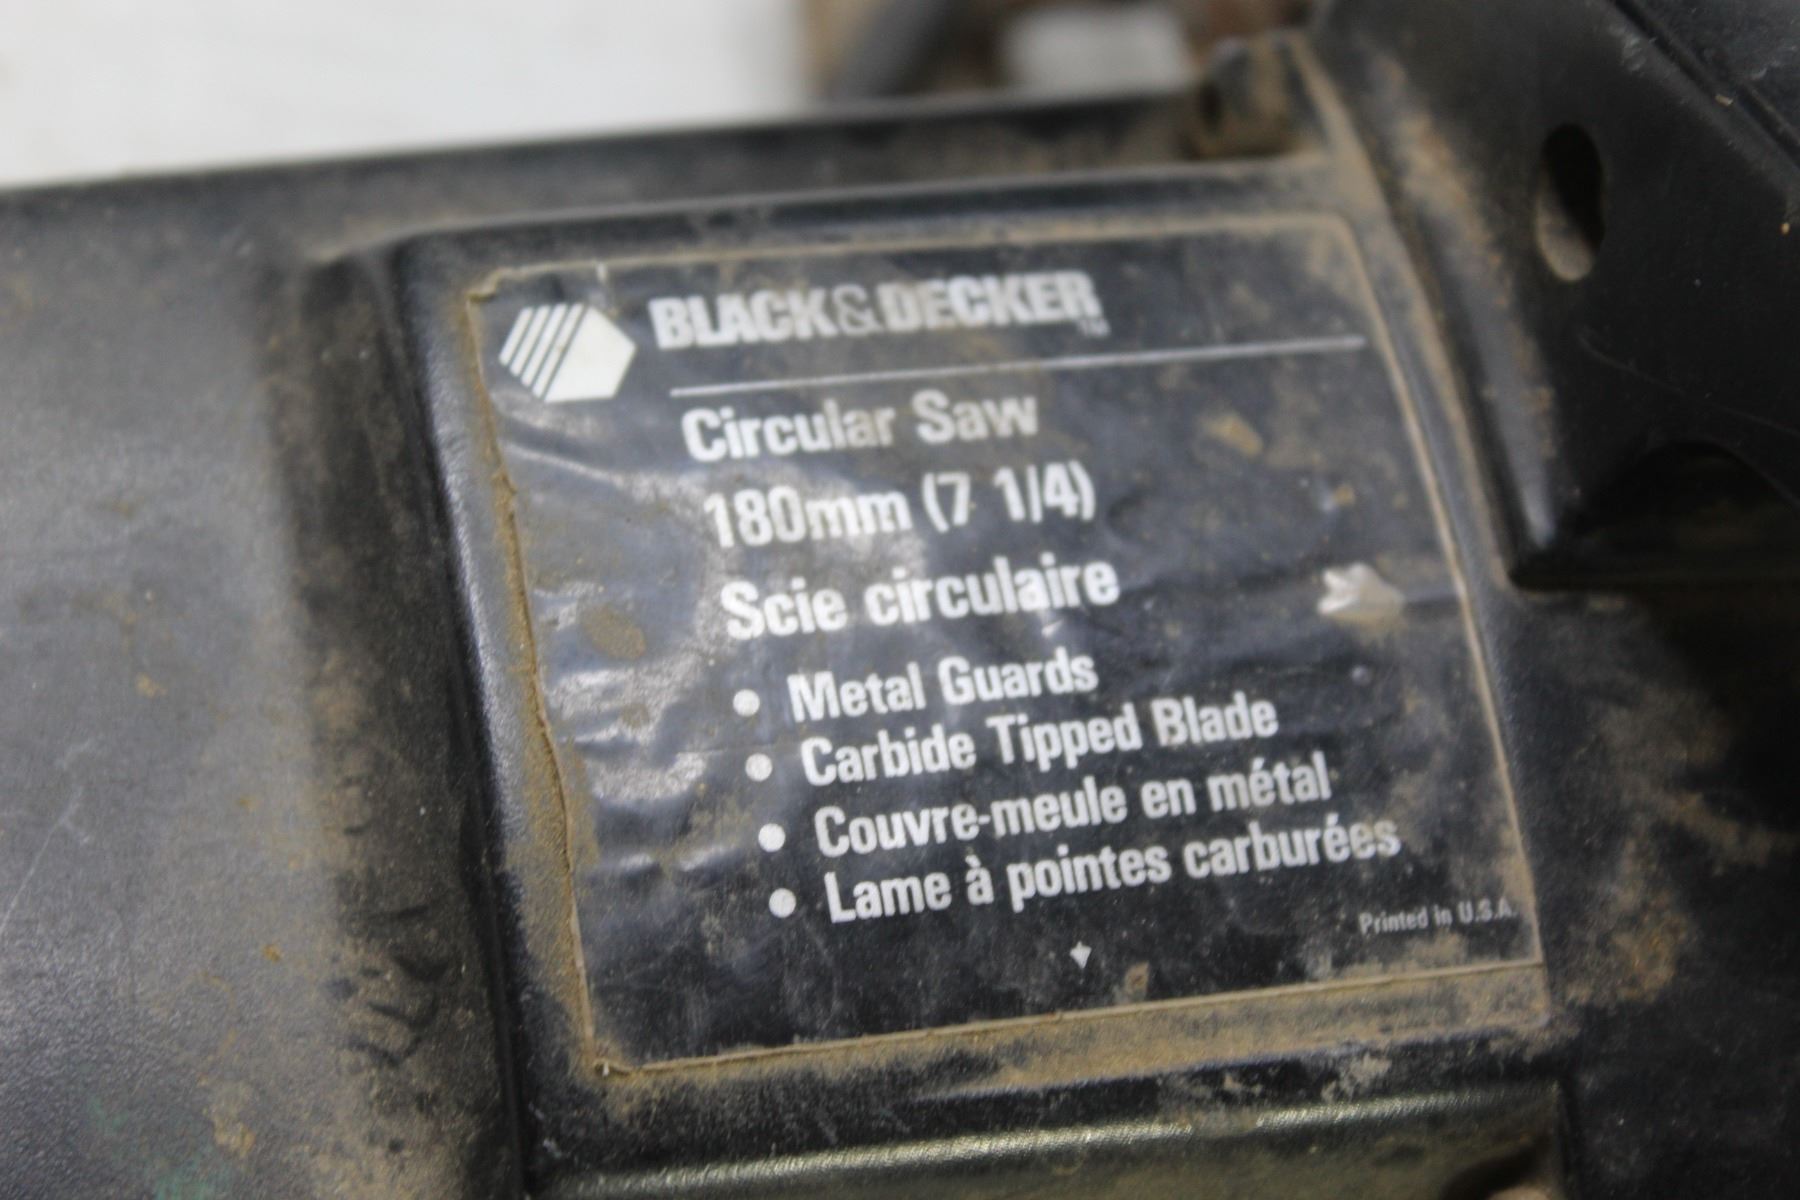 BLACK&DECKER™
Circular Saw
180mm (7 1/4)
Scie circulaire
• Metal Guards
• Carbide Tipped Blade
• Couvre-meule en métal
• Lame à pointes carburées
Printed in U.S.A.